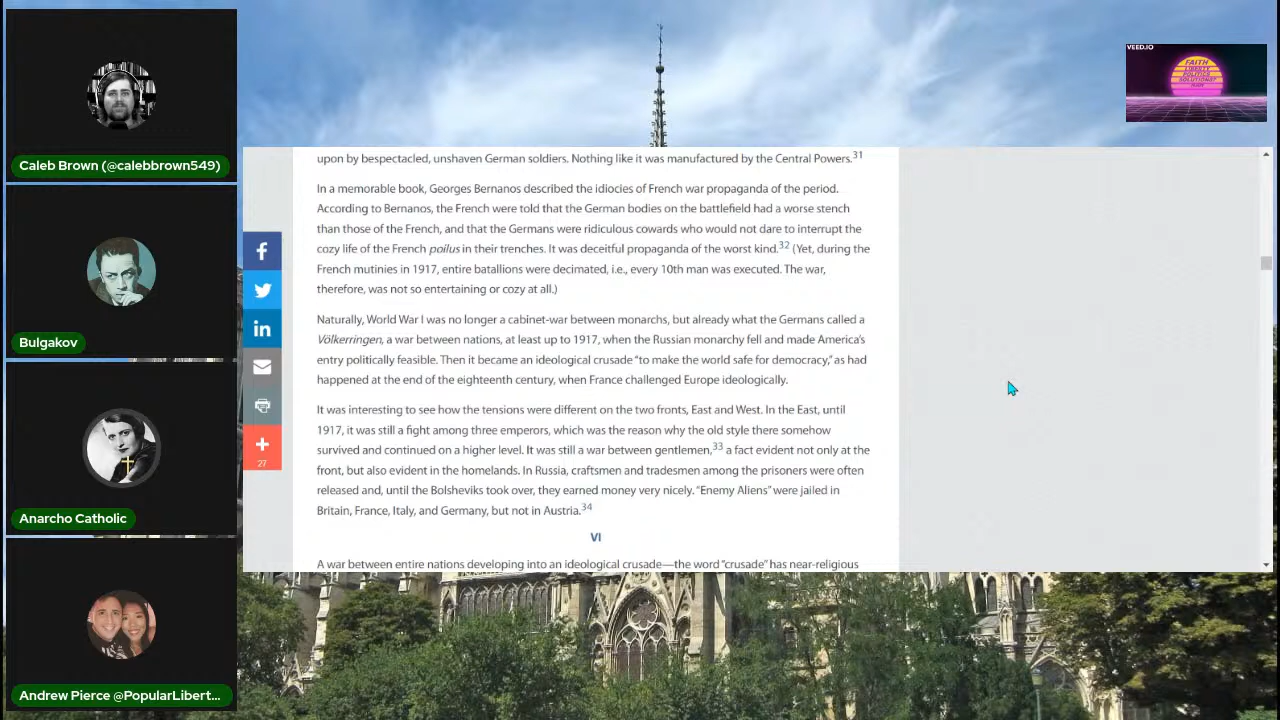 Caleb Brown (@calebbrown549)
Bulgakov
Anarcho Catholic
Andrew Pierce @PopularLibert...
VEED.IO
FAITH
LIBERTY
POLITICS
27
upon by bespectacled, unshaven German soldiers. Nothing like it was manufactured by the Central Powers.31
In a memorable book, Georges Bernanos described the idiocies of French war propaganda of the period.
According to Bernanos, the French were told that the German bodies on the battlefield had a worse stench
than those of the French, and that the Germans were ridiculous cowards who would not dare to interrupt the
cozy life of the French poilus in their trenches. It was deceitful propaganda of the worst kind.32 (Yet, during the
French mutinies in 1917, entire batallions were decimated, i.e., every 10th man was executed. The war,
therefore, was not so entertaining or cozy at all.)
Naturally, World War I was no longer a cabinet-war between monarchs, but already what the Germans called a
Völkerringen, a war between nations, at least up to 1917, when the Russian monarchy fell and made America's
entry politically feasible. Then it became an ideological crusade "to make the world safe for democracy," as had
happened at the end of the eighteenth century, when France challenged Europe ideologically.
It was interesting to see how the tensions were different on the two fronts, East and West. In the East, until
1917, it was still a fight among three emperors, which was the reason why the old style there somehow
survived and continued on a higher level. It was still a war between gentlemen,33 a fact evident not only at the
front, but also evident in the homelands. In Russia, craftsmen and tradesmen among the prisoners were often
released and, until the Bolsheviks took over, they earned money very nicely. "Enemy Aliens" were jailed in
Britain, France, Italy, and Germany, but not in Austria.34
VI
A war between entire nations developing into an ideological crusade—the word "crusade" has near-religious